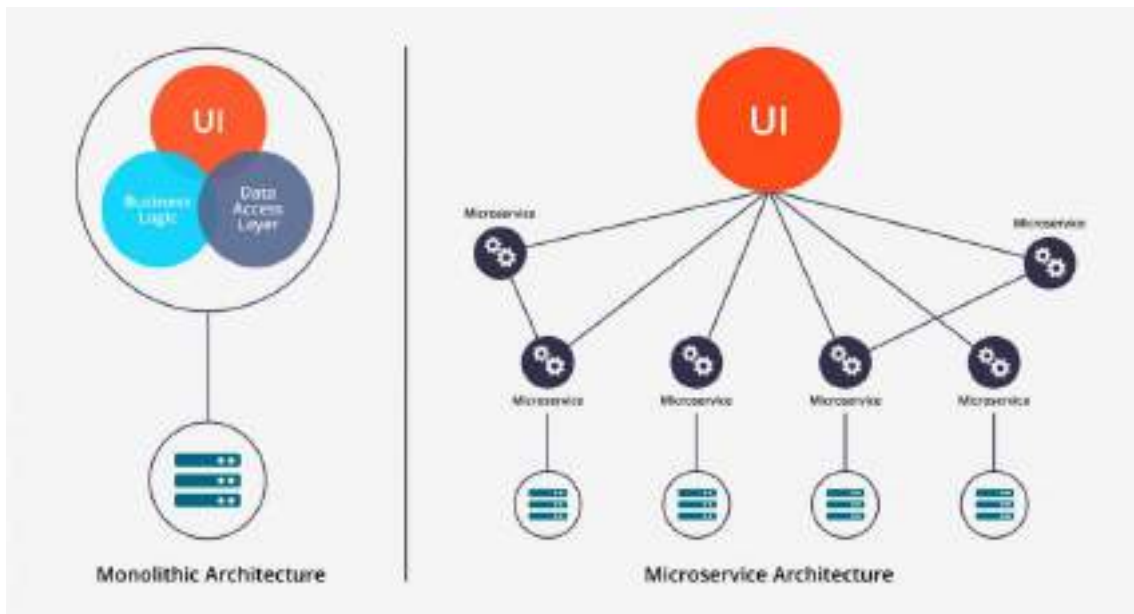 UI
Business
Logic
Data
Access
Layer
Monolithic Architecture
UI
Microservice
Microservice
Microservice
Microservice
Microservice
Microservice
Microservice Architecture